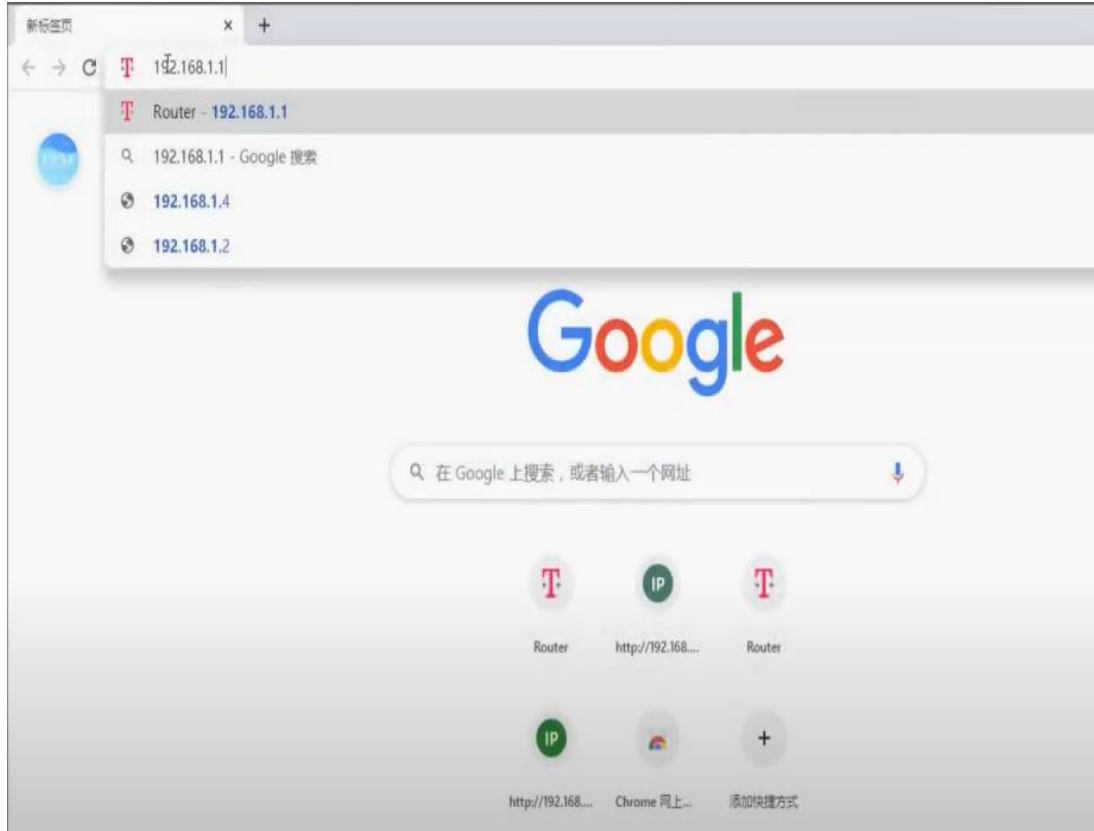 新标签页
192.168.1.1
Router - 192.168.1.1
192.168.1.1 - Google 搜索
192.168.1.4
192.168.1.2
Google
在 Google 上搜索，或者输入一个网址
T T
Router http://192.168.... Router
IP
IP
http://192.168.... Chrome 网上... 添加快捷方式